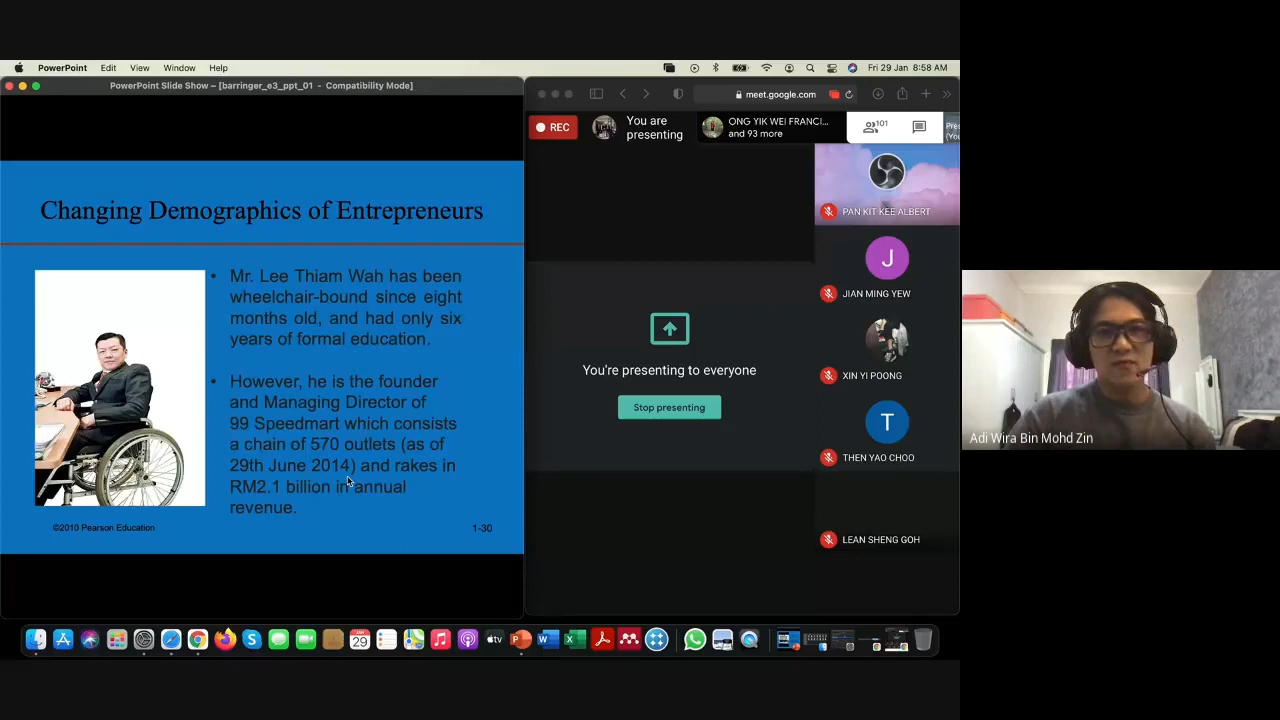 PowerPoint Edit View Window Help
Fri 29 Jan 8:58 AM
PowerPoint Slide Show – [barringer_e3_ppt_01 - Compatibility Mode]
meet.google.com
REC
You are
presenting
ONG YIK WEI FRANCI...
and 93 more
101
Pres
(You
Changing Demographics of Entrepreneurs
• Mr. Lee Thiam Wah has been
wheelchair-bound since eight
months old, and had only six
years of formal education.
• However, he is the founder
and Managing Director of
99 Speedmart which consists
a chain of 570 outlets (as of
29th June 2014) and rakes in
RM2.1 billion in annual
revenue.
©2010 Pearson Education
1-30
You're presenting to everyone
Stop presenting
PAN KIT KEE ALBERT
J
JIAN MING YEW
XIN YI POONG
T
THEN YAO CHOO
LEAN SHENG GOH
Adi Wira Bin Mohd Zin
JAN
29
tv